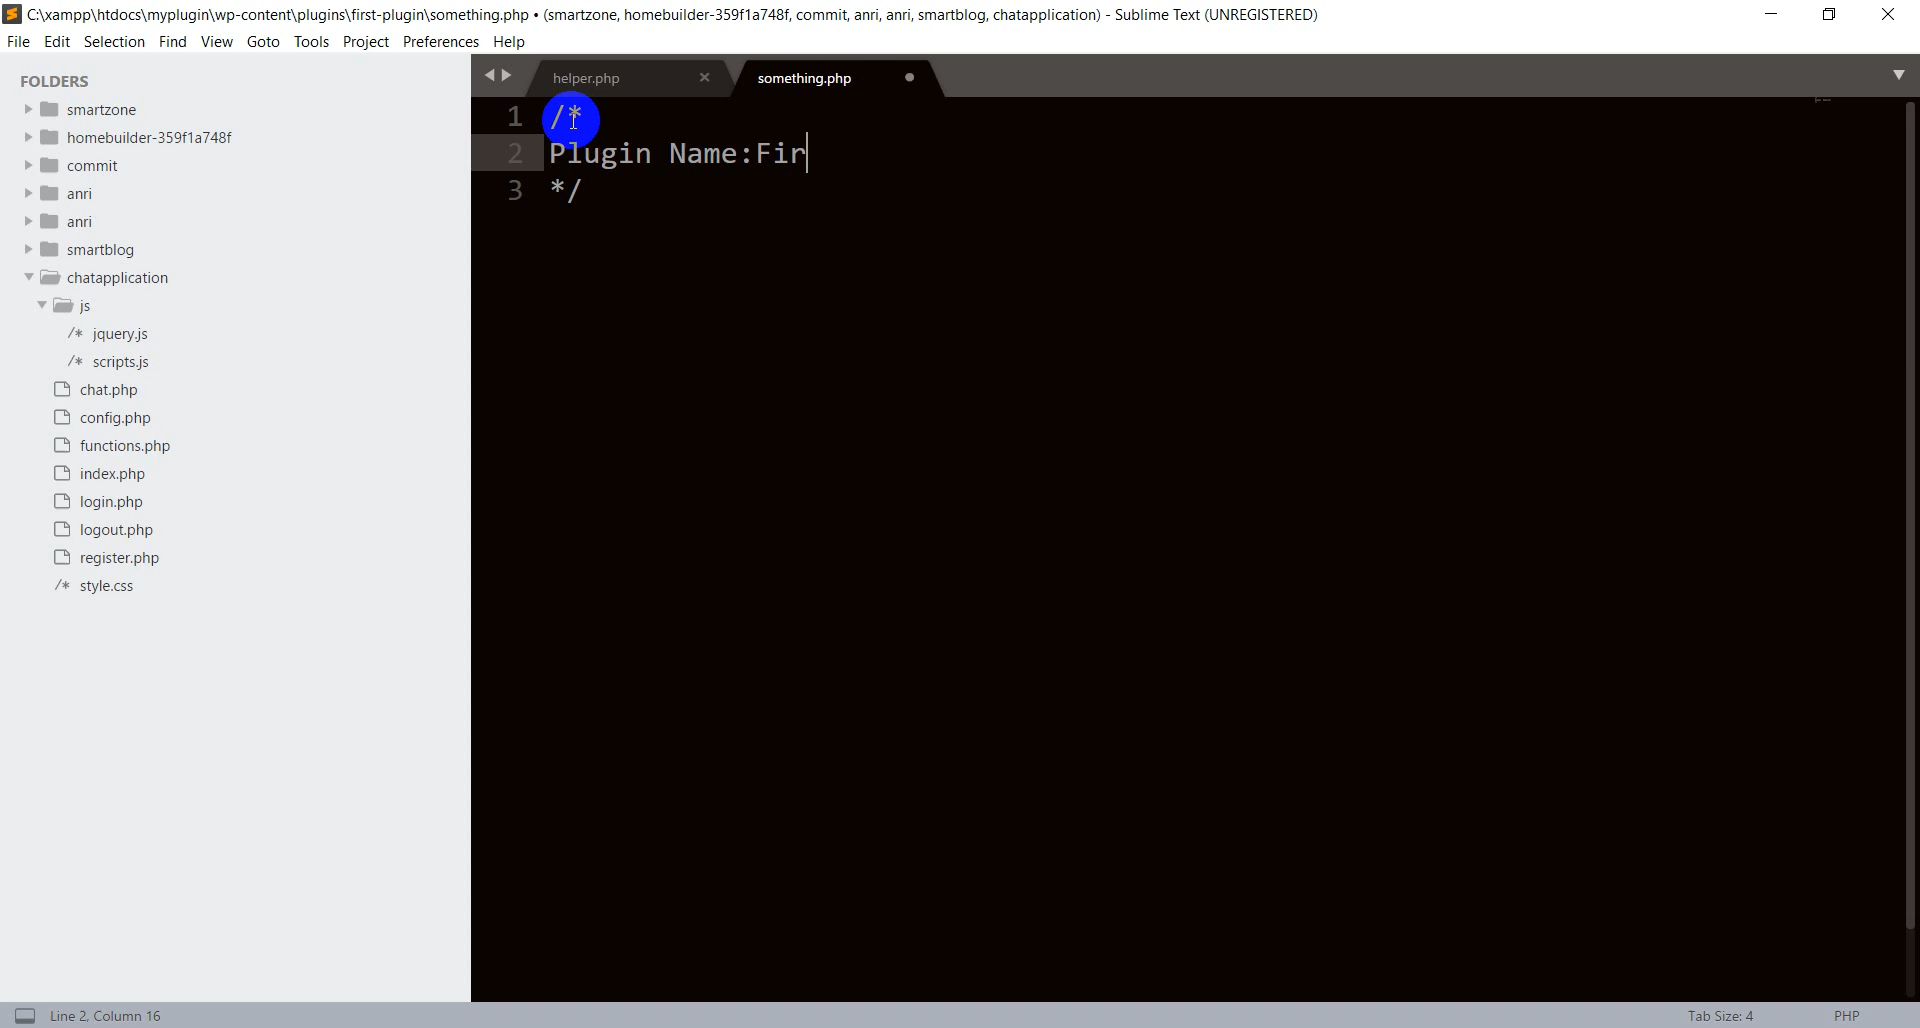 C:\xampp\htdocs\myplugin\wp-content\plugins\first-plugin\something.php • (smartzone, homebuilder-359f1a748f, commit, anri, anri, smartblog, chatapplication) - Sublime Text (UNREGISTERED)
File Edit Selection Find View Goto Tools Project Preferences Help
FOLDERS
smartzone
homebuilder-359f1a748f
commit
anri
anri
smartblog
chatapplication
js
/* jquery.js
/* scripts.js
chat.php
config.php
functions.php
index.php
login.php
logout.php
register.php
/* style.css
helper.php something.php
1 /*
2 Plugin Name:Fir
3 */
Line 2, Column 16 Tab Size: 4 PHP